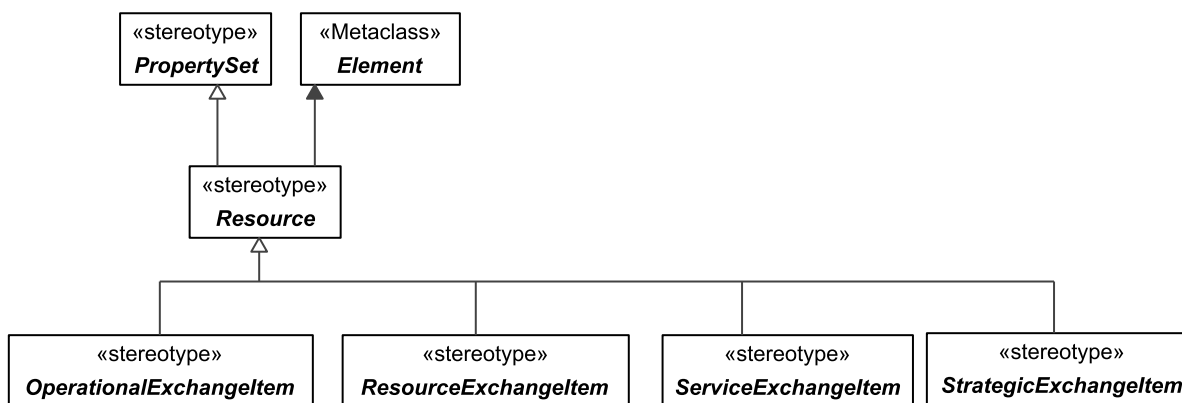 «stereotype»
PropertySet
«Metaclass»
Element
«stereotype»
Resource
«stereotype»
OperationalExchangeItem
«stereotype»
ResourceExchangeItem
«stereotype»
ServiceExchangeItem
«stereotype»
StrategicExchangeItem